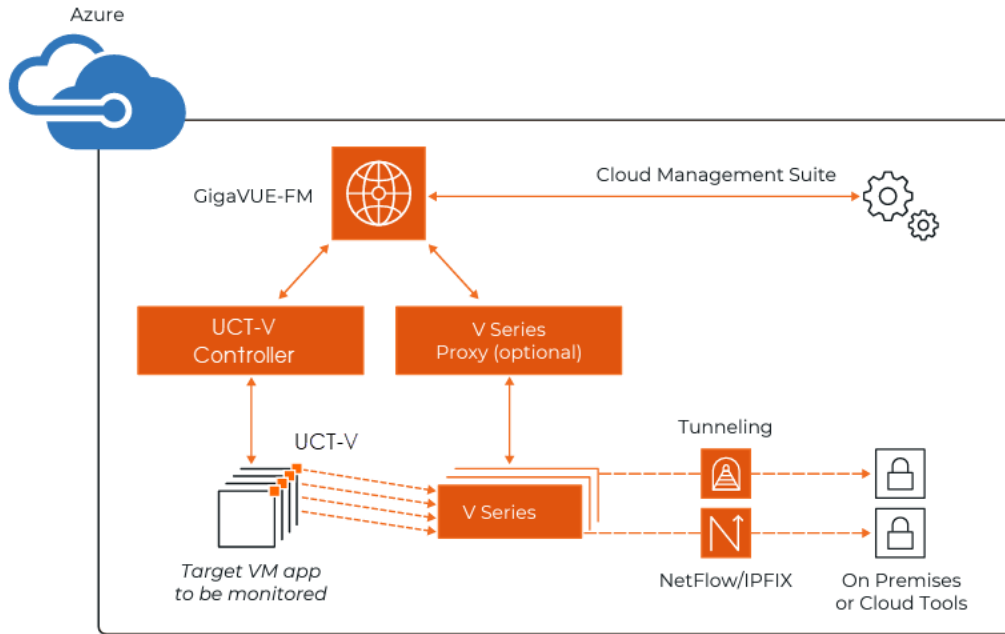 Azure
Cloud Management Suite
GigaVUE-FM
UCT-V
Controller
V Series
Proxy (optional)
UCT-V
Tunneling
V Series
Target VM app
to be monitored
NetFlow/IPFIX
On Premises
or Cloud Tools